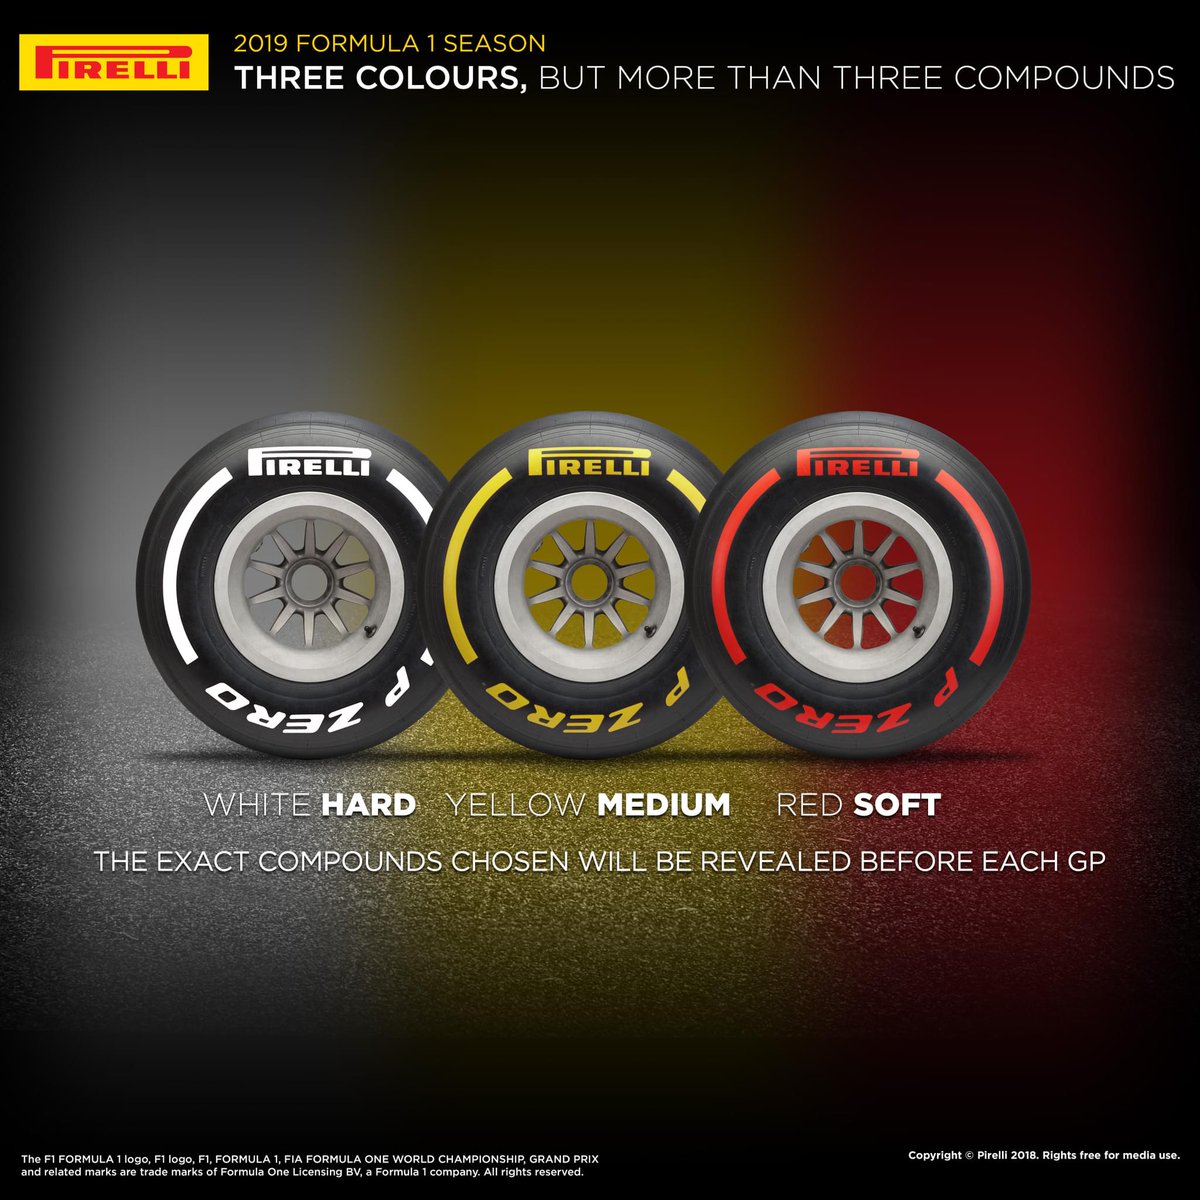 PIRELLI
2019 FORMULA 1 SEASON
THREE COLOURS, BUT MORE THAN THREE COMPOUNDS
PIRELLI
P ZERO
PIRELLI
P ZERO
PIRELLI
P ZERO
WHITE HARD YELLOW MEDIUM RED SOFT
THE EXACT COMPOUNDS CHOSEN WILL BE REVEALED BEFORE EACH GP
The F1 FORMULA 1 logo, F1 logo, F1, FORMULA 1, FIA FORMULA ONE WORLD CHAMPIONSHIP, GRAND PRIX
and related marks are trade marks of Formula One Licensing BV, a Formula 1 company. All rights reserved.
Copyright © Pirelli 2018. Rights free for media use.